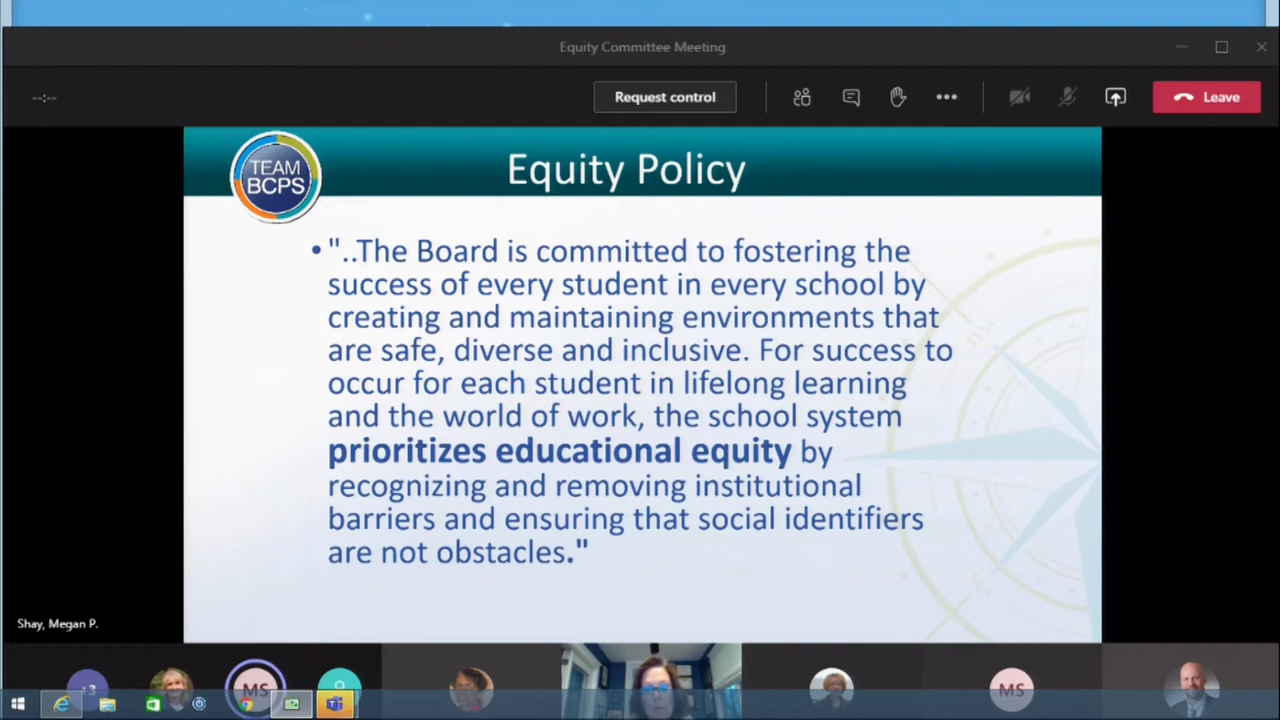 Equity Committee Meeting
--:--
Request control
Leave
TEAM
BCPS
Equity Policy
• "..The Board is committed to fostering the
success of every student in every school by
creating and maintaining environments that
are safe, diverse and inclusive. For success to
occur for each student in lifelong learning
and the world of work, the school system
prioritizes educational equity by
recognizing and removing institutional
barriers and ensuring that social identifiers
are not obstacles."
Shay, Megan P.
+3
MS
MS